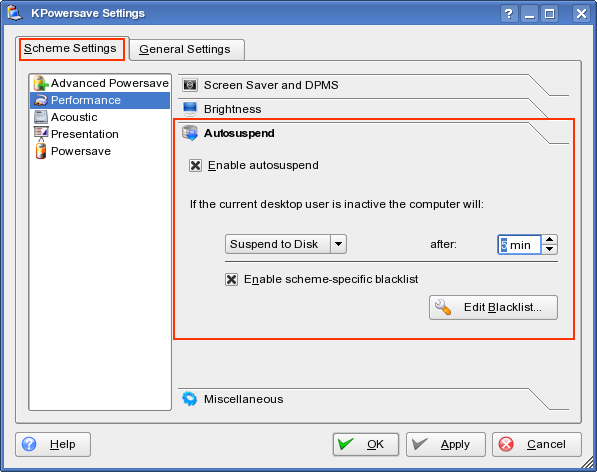 KPowersave Settings
Scheme Settings
General Settings
Advanced Powersave
Performance
Acoustic
Presentation
Powersave
Screen Saver and DPMS
Brightness
Autosuspend
Enable autosuspend
If the current desktop user is inactive the computer will:
Suspend to Disk
after:
5 min
Enable scheme-specific blacklist
Edit Blacklist...
Miscellaneous
Help
OK
Apply
Cancel